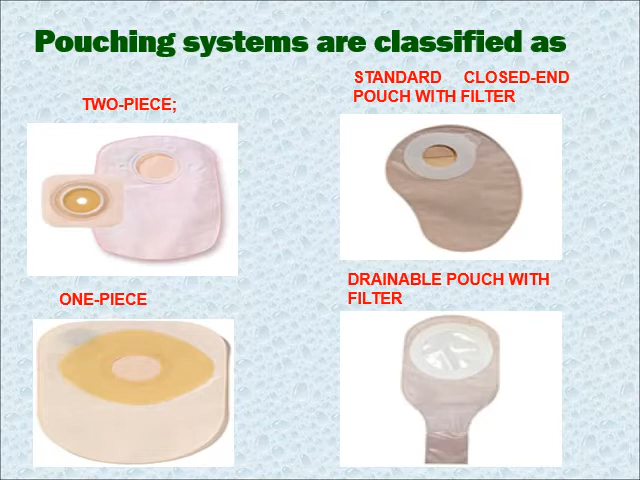 Pouching systems are classified as
TWO-PIECE;
STANDARD CLOSED-END
POUCH WITH FILTER
ONE-PIECE
DRAINABLE POUCH WITH
FILTER